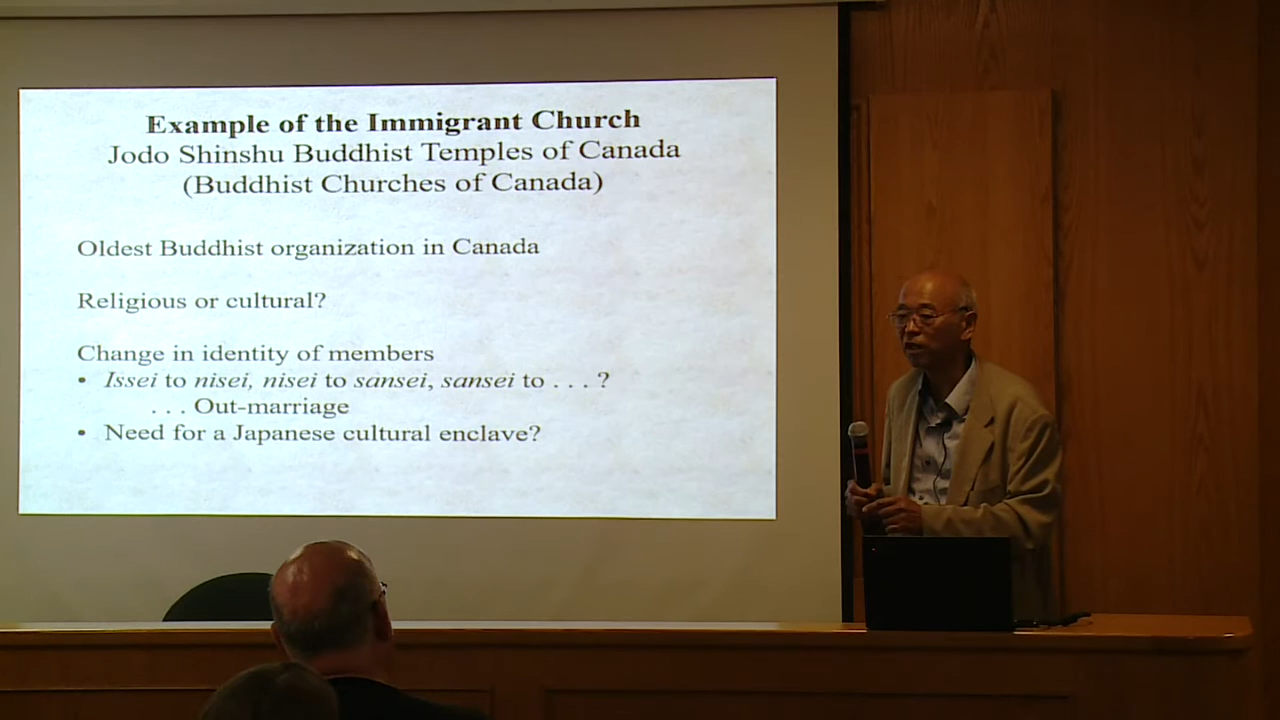 Example of the Immigrant Church
Jodo Shinshu Buddhist Temples of Canada
(Buddhist Churches of Canada)
Oldest Buddhist organization in Canada
Religious or cultural?
Change in identity of members
• Issei to nisei, nisei to sansei, sansei to . . . ?
. . . Out-marriage
• Need for a Japanese cultural enclave?